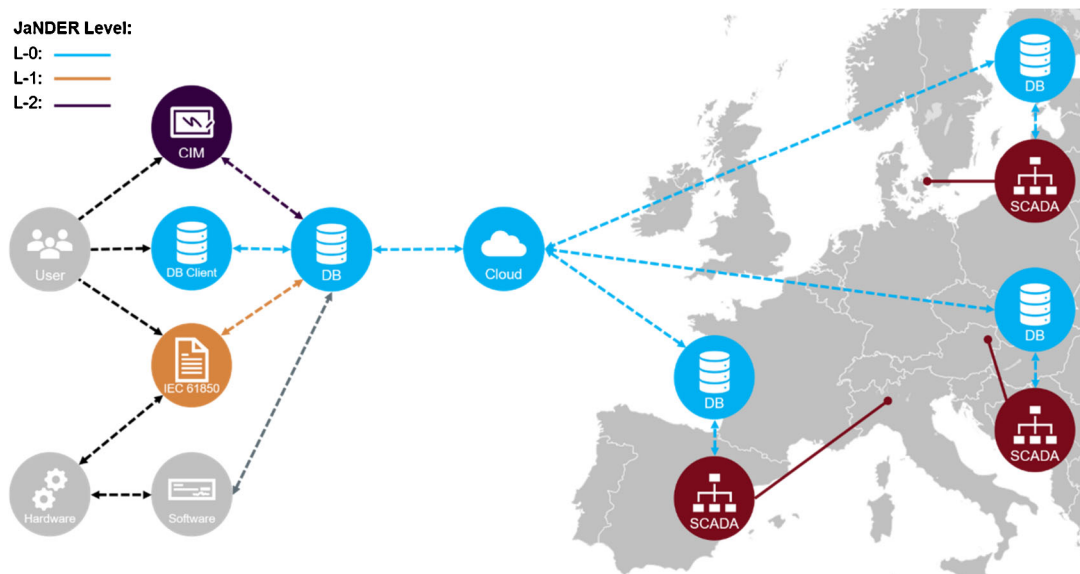 JaNDER Level:
L-0:
L-1:
L-2:
CIM
User
DB Client
DB
Cloud
IEC 61850
Hardware
Software
DB
SCADA
DB
SCADA
DB
SCADA